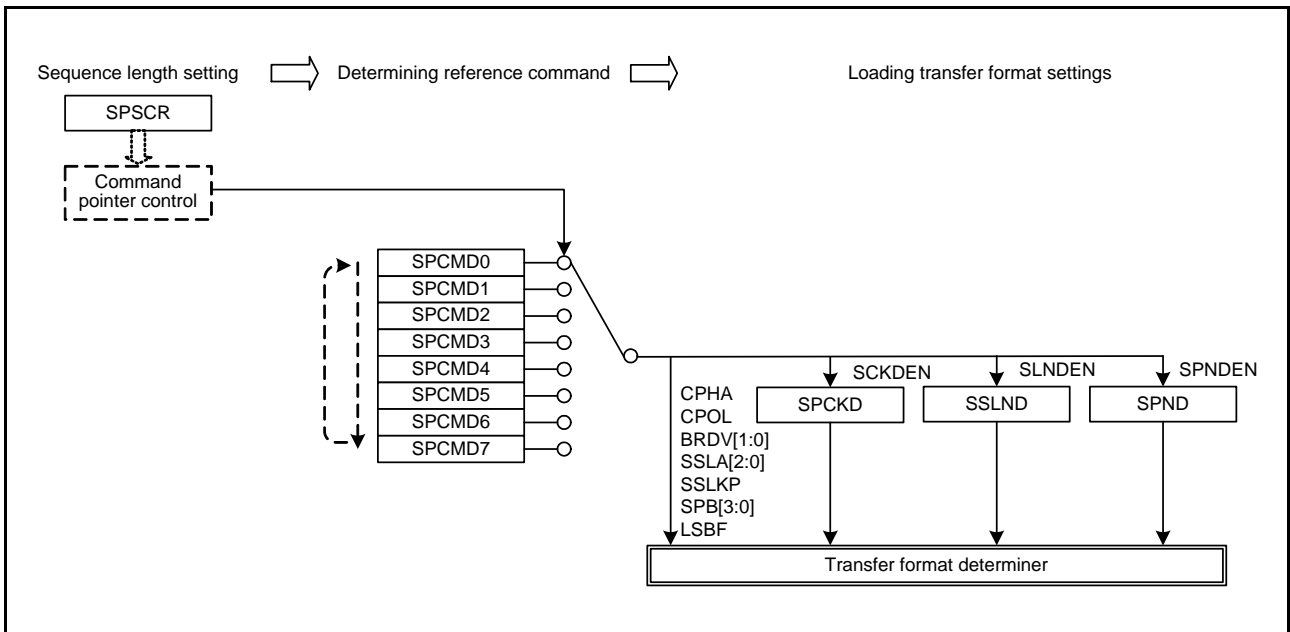 Sequence length setting
Determining reference command
Loading transfer format settings
SPSCR
Command
pointer control
SPCMD0
SPCMD1
SPCMD2
SPCMD3
SPCMD4
SPCMD5
SPCMD6
SPCMD7
CPHA
CPOL
BRDV[1:0]
SSLA[2:0]
SSLKP
SPB[3:0]
LSBF
SCKDEN
SPCKD
SLNDEN
SSLND
SPNDEN
SPND
Transfer format determiner